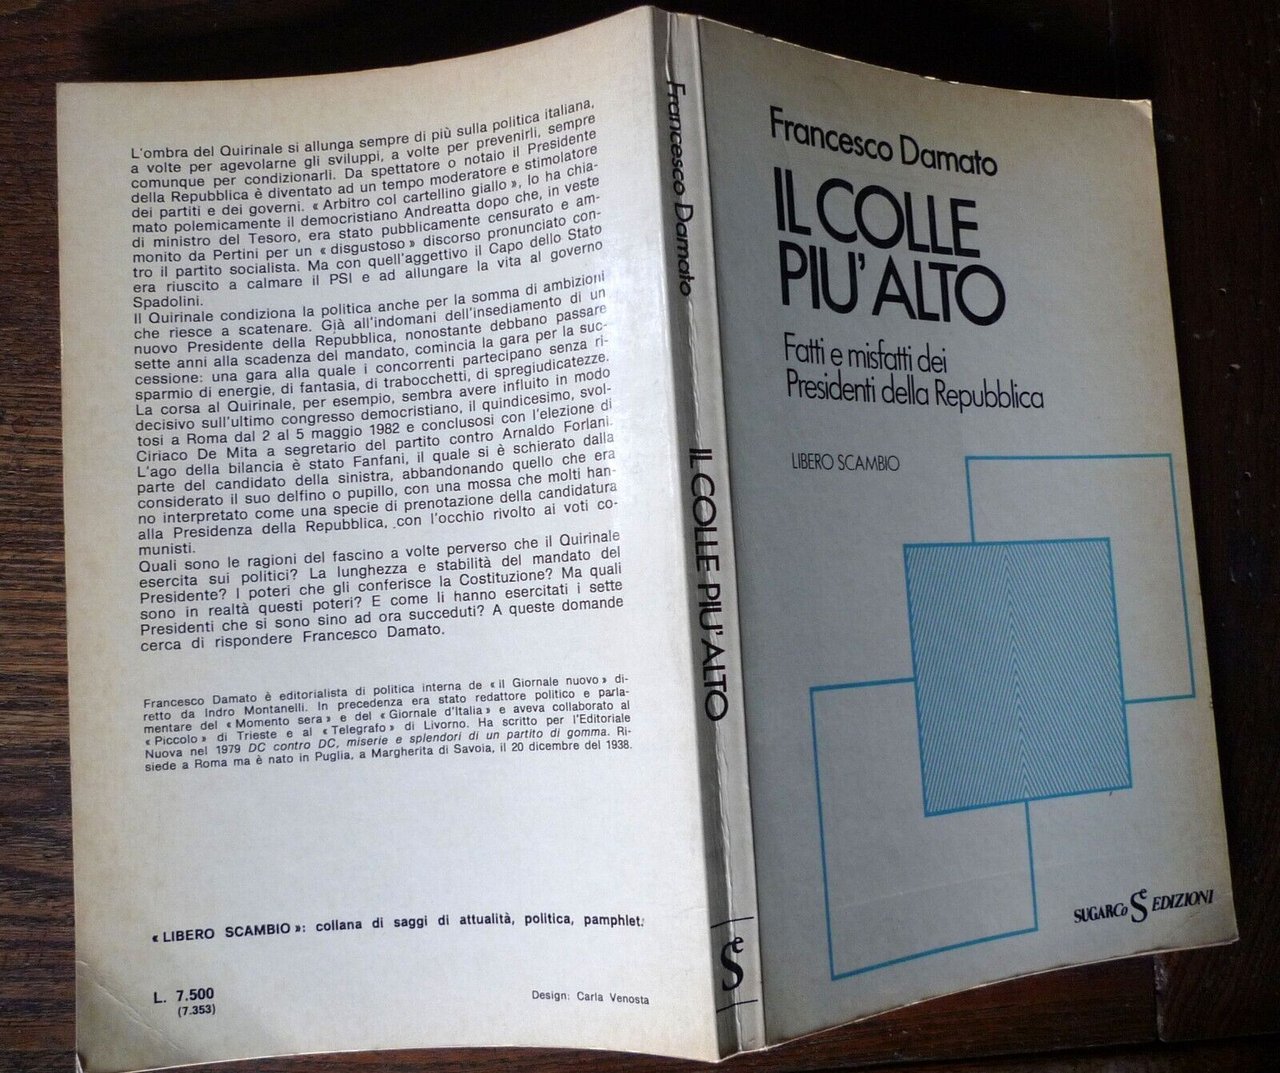 L'ombra del Quirinale si allunga sempre di più sulla politica italiana,
a volte per agevolarne gli sviluppi, a volte per prevenirli, sempre
comunque per condizionarli. Da spettatore o notaio il Presidente
della Repubblica è diventato ad un tempo moderatore e stimolatore
dei partiti e dei governi. « Arbitro col cartellino giallo », lo ha chia-
mato polemicamente il democristiano Andreatta dopo che, in veste
di ministro del Tesoro, era stato pubblicamente censurato e am-
monito da Pertini per un « disgustoso » discorso pronunciato con-
tro il partito socialista. Ma con quell'aggettivo il Capo dello Stato
era riuscito a calmare il PSI e ad allungare la vita al governo
Spadolini.
Il Quirinale condiziona la politica anche per la somma di ambizioni
che riesce a scatenare. Già all'indomani dell'insediamento di un
nuovo Presidente della Repubblica, nonostante debbano passare
sette anni alla scadenza del mandato, comincia la gara per la suc-
cessione: una gara alla quale i concorrenti partecipano senza ri-
sparmio di energie, di fantasia, di trabocchetti, di spregiudicatezze.
La corsa al Quirinale, per esempio, sembra avere influito in modo
decisivo sull'ultimo congresso democristiano, il quindicesimo, svol-
tosi a Roma dal 2 al 5 maggio 1982 e conclusosi con l'elezione di
Ciriaco De Mita a segretario del partito contro Arnaldo Forlani.
L'ago della bilancia è stato Fanfani, il quale si è schierato dalla
parte del candidato della sinistra, abbandonando quello che era
considerato il suo delfino o pupillo, con una mossa che molti han-
no interpretato come una specie di prenotazione della candidatura
alla Presidenza della Repubblica, con l'occhio rivolto ai voti co-
munisti.
Quali sono le ragioni del fascino a volte perverso che il Quirinale
esercita sui politici? La lunghezza e stabilità del mandato del
Presidente? I poteri che gli conferisce la Costituzione? Ma quali
sono in realtà questi poteri? E come li hanno esercitati i sette
Presidenti che si sono sino ad ora succeduti? A queste domande
cerca di rispondere Francesco Damato.
Francesco Damato è editorialista di politica interna de « il Giornale nuovo » di-
retto da Indro Montanelli. In precedenza era stato redattore politico e parla-
mentare del « Momento sera » e del « Giornale d'Italia » e aveva collaborato al
« Piccolo » di Trieste e al « Telegrafo » di Livorno. Ha scritto per l'Editoriale
Nuova nel 1979 DC contro DC, miserie e splendori di un partito di gomma. Ri-
siede a Roma ma è nato in Puglia, a Margherita di Savoia, il 20 dicembre del 1938.
« LIBERO SCAMBIO »: collana di saggi di attualità, politica, pamphlet.
L. 7.500
(7.353)
Design: Carla Venosta
Francesco Damato
IL COLLE PIU' ALTO
Se
Francesco Damato
IL COLLE
PIU' ALTO
Fatti e misfatti dei
Presidenti della Repubblica
LIBERO SCAMBIO
SUGARCo Se EDIZIONI